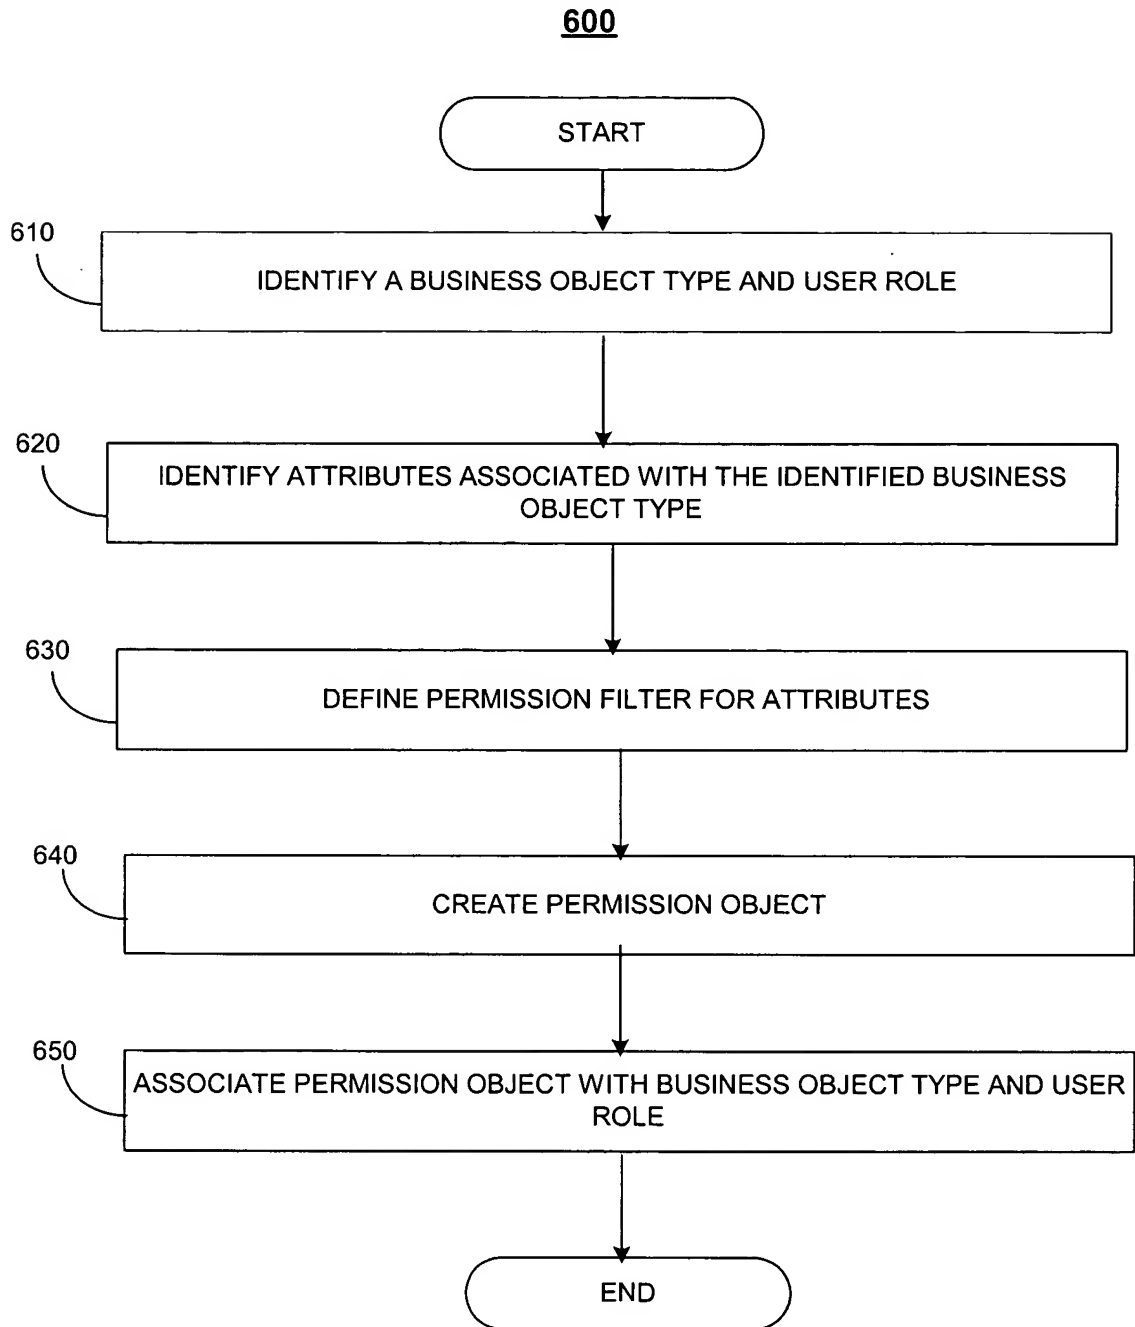 600
START
610
IDENTIFY A BUSINESS OBJECT TYPE AND USER ROLE
620
IDENTIFY ATTRIBUTES ASSOCIATED WITH THE IDENTIFIED BUSINESS
OBJECT TYPE
630
DEFINE PERMISSION FILTER FOR ATTRIBUTES
640
CREATE PERMISSION OBJECT
650
ASSOCIATE PERMISSION OBJECT WITH BUSINESS OBJECT TYPE AND USER
ROLE
END